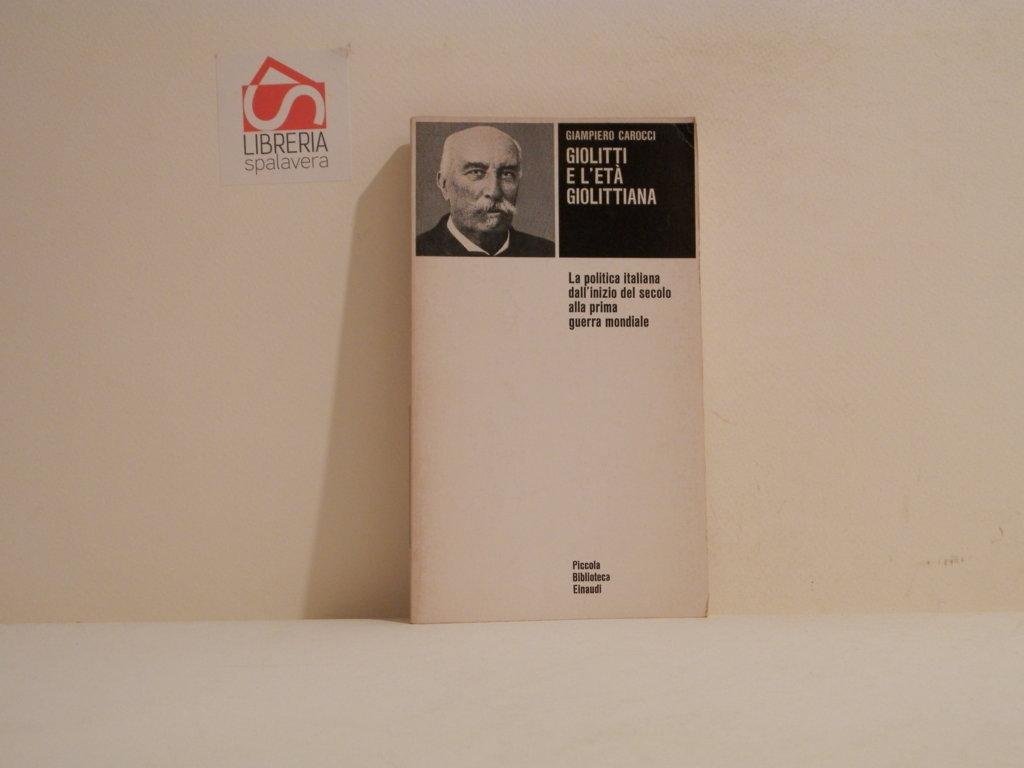 LIBRERIA
spalavera
GIAMPIERO CAROCCI
GIOLITTI
E L'ETÀ
GIOLITTIANA
La politica italiana
dall'inizio del secolo
alla prima
guerra mondiale
Piccola
Biblioteca
Einaudi